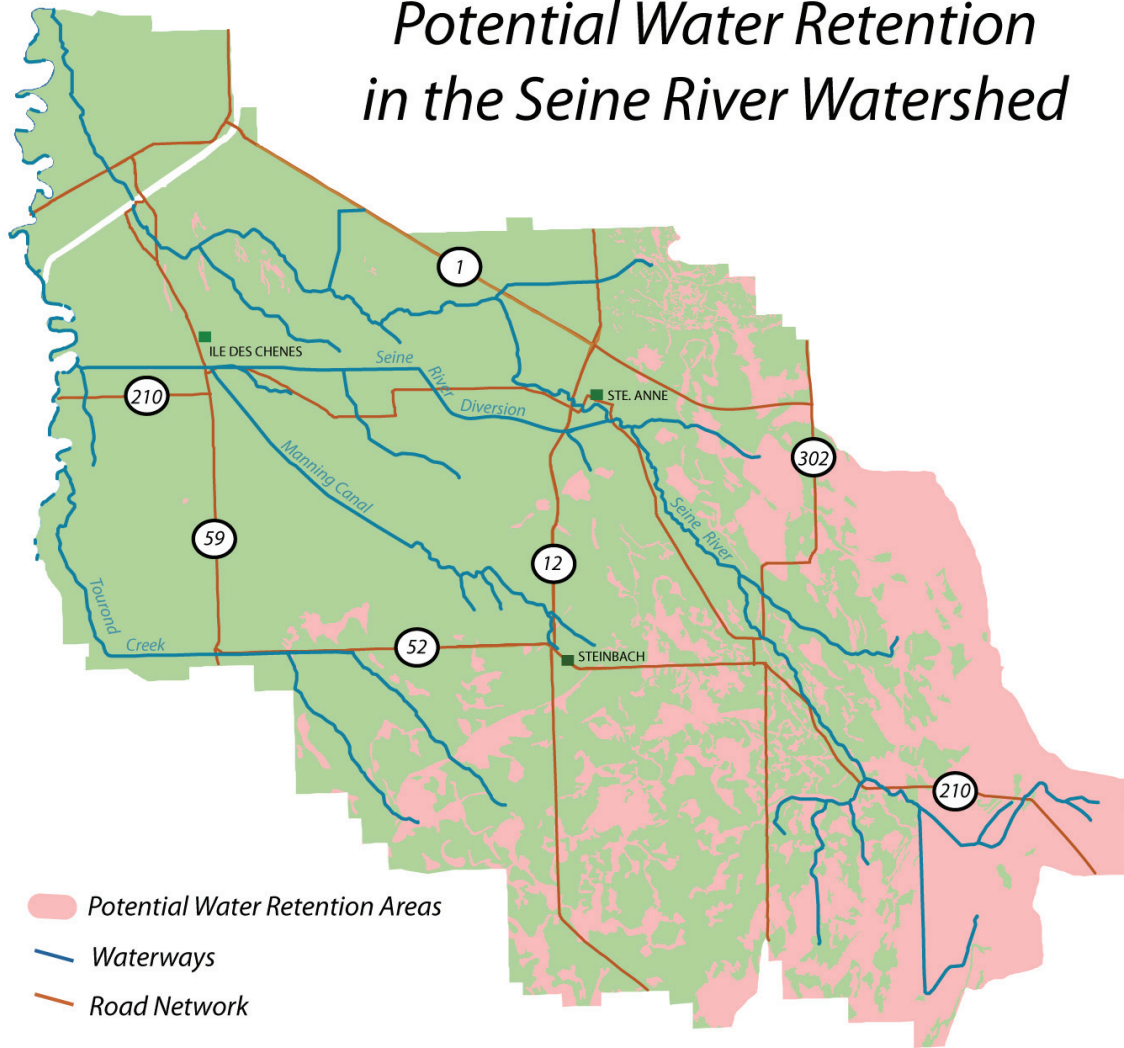 Potential Water Retention
in the Seine River Watershed
1
ILE DES CHENES
Seine
River
Diversion
STE. ANNE
210
302
Manning Canal
Seine River
59
12
Tourond
Creek
52
STEINBACH
210
Potential Water Retention Areas
Waterways
Road Network